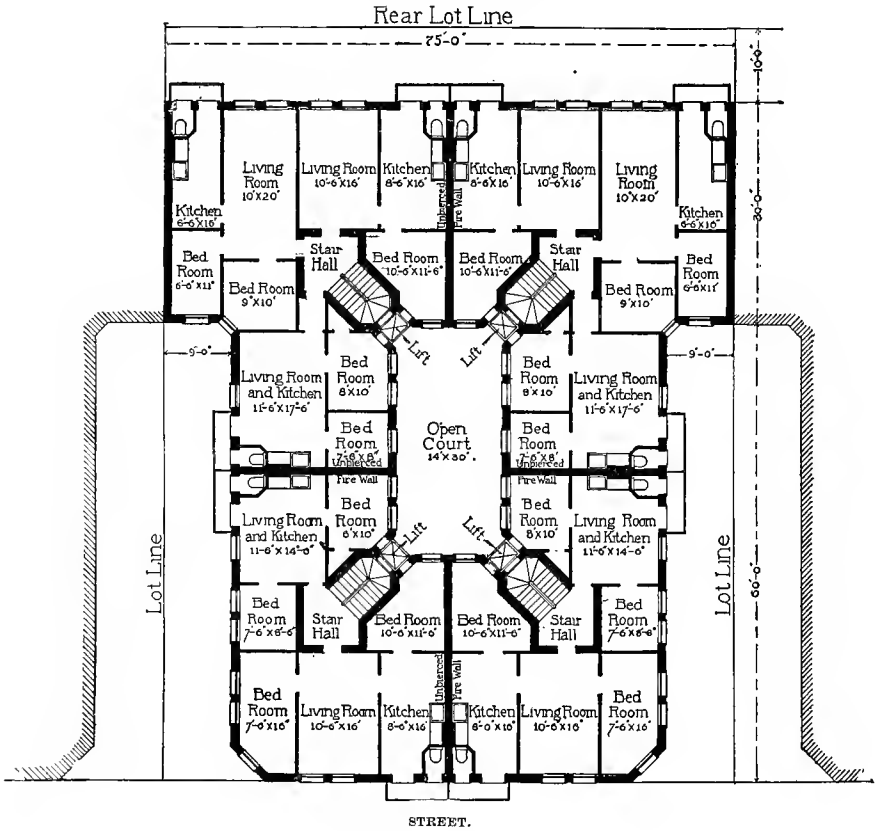 Rear Lot Line
75'-0"
10'-0"
Living
Room
10'X20'
Living Room
10'-6"X16'
Kitchen
8'-6"X16'
Kitchen
8'-6"X16'
Living Room
10'-6"X16'
Living
Room
10'X20'
Kitchen
6'-6"X16'
Kitchen
6'-6"X16'
Unpierced
Fire Wall
30'-0"
Bed
Room
6'-6"X11'
Bed Room
9'X10'
Stair
Hall
Bed Room
10'-6"X11'-6"
Bed Room
10'-6"X11'-6"
Stair
Hall
Bed Room
9'X10'
Bed
Room
6'-6"X11'
Lift
Lift
9'-0"
9'-0"
Living Room
and Kitchen
11'-6"X17'-6"
Bed
Room
8'X10'
Bed
Room
8'X10'
Living Room
and Kitchen
11'-6"X17'-6"
Bed
Room
7'-6"X8'
Unpierced
Fire Wall
Open
Court
14'X30'.
Bed
Room
7'-6"X8'
Unpierced
Fire Wall
Living Room
and Kitchen
11'-6"X14'-6"
Bed
Room
8'X10'
Lift
Lift
Bed
Room
8'X10'
Living Room
and Kitchen
11'-6"X14'-6"
Lot Line
Lot Line
60'-0"
Bed
Room
7'-6"X8'-6"
Stair
Hall
Bed Room
10'-6"X11'-6"
Bed Room
10'-6"X11'-6"
Stair
Hall
Bed
Room
7'-6"X8'-6"
Unpierced
Fire Wall
Bed
Room
7'-6"X16'
Living Room
10'-6"X16'
Kitchen
8'-6"X16'
Kitchen
8'-6"X16'
Living Room
10'-6"X16'
Bed
Room
7'-6"X16'
STREET.